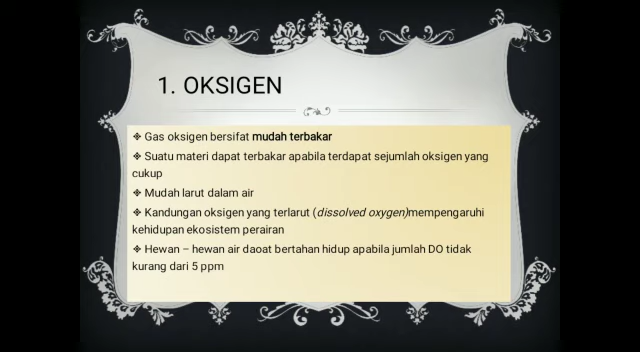 1. OKSIGEN
❖ Gas oksigen bersifat mudah terbakar
❖ Suatu materi dapat terbakar apabila terdapat sejumlah oksigen yang
cukup
❖ Mudah larut dalam air
❖ Kandungan oksigen yang terlarut (dissolved oxygen)mempengaruhi
kehidupan ekosistem perairan
❖ Hewan – hewan air daoat bertahan hidup apabila jumlah DO tidak
kurang dari 5 ppm